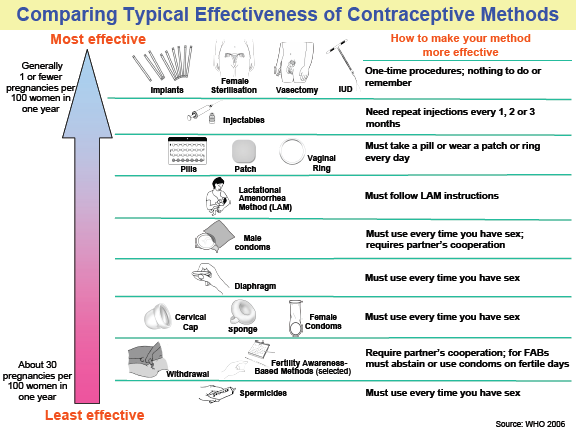 Comparing Typical Effectiveness of Contraceptive Methods
Most effective
How to make your method
more effective
Generally
1 or fewer
pregnancies per
100 women in
one year
Implants
Female
Sterilisation
Vasectomy
IUD
One-time procedures; nothing to do or
remember
Injectables
Need repeat injections every 1, 2 or 3
months
Pills
Patch
Vaginal
Ring
Must take a pill or wear a patch or ring
every day
Lactational
Amenorrhea
Method (LAM)
Must follow LAM instructions
Male
condoms
Must use every time you have sex;
requires partner's cooperation
Diaphragm
Must use every time you have sex
Cervical
Cap
Sponge
Female
Condoms
Must use every time you have sex
About 30
pregnancies per
100 women in
one year
Withdrawal
Fertility Awareness-
Based Methods (selected)
Require partner's cooperation; for FABs
must abstain or use condoms on fertile days
Spermicides
Must use every time you have sex
Least effective
Source: WHO 2006